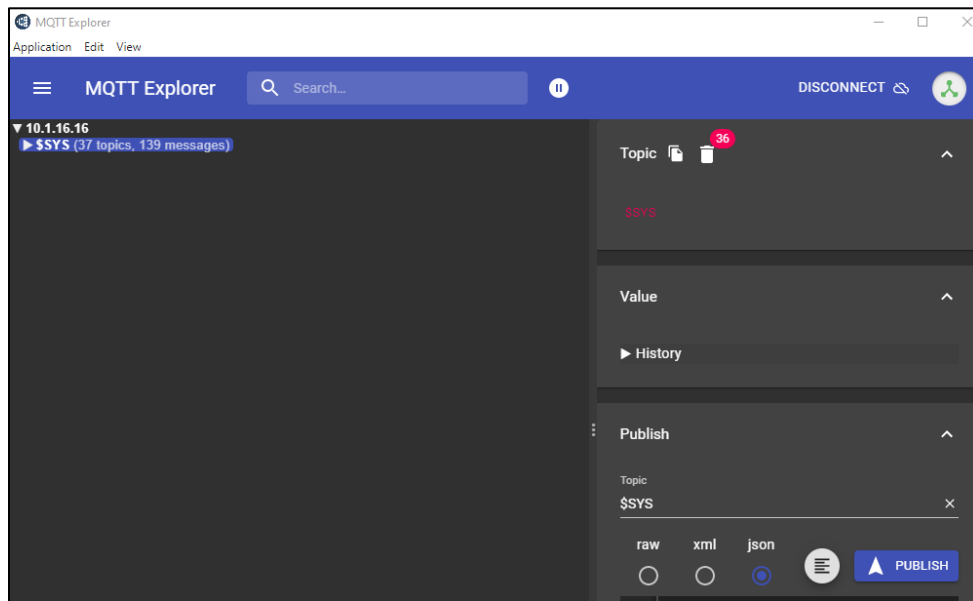 MQTT Explorer
Application Edit View
MQTT Explorer
Search...
DISCONNECT
▼ 10.1.16.16
▶ $SYS (37 topics, 139 messages)
Topic
36
$SYS
Value
▶ History
Publish
Topic
$SYS
raw xml json
PUBLISH